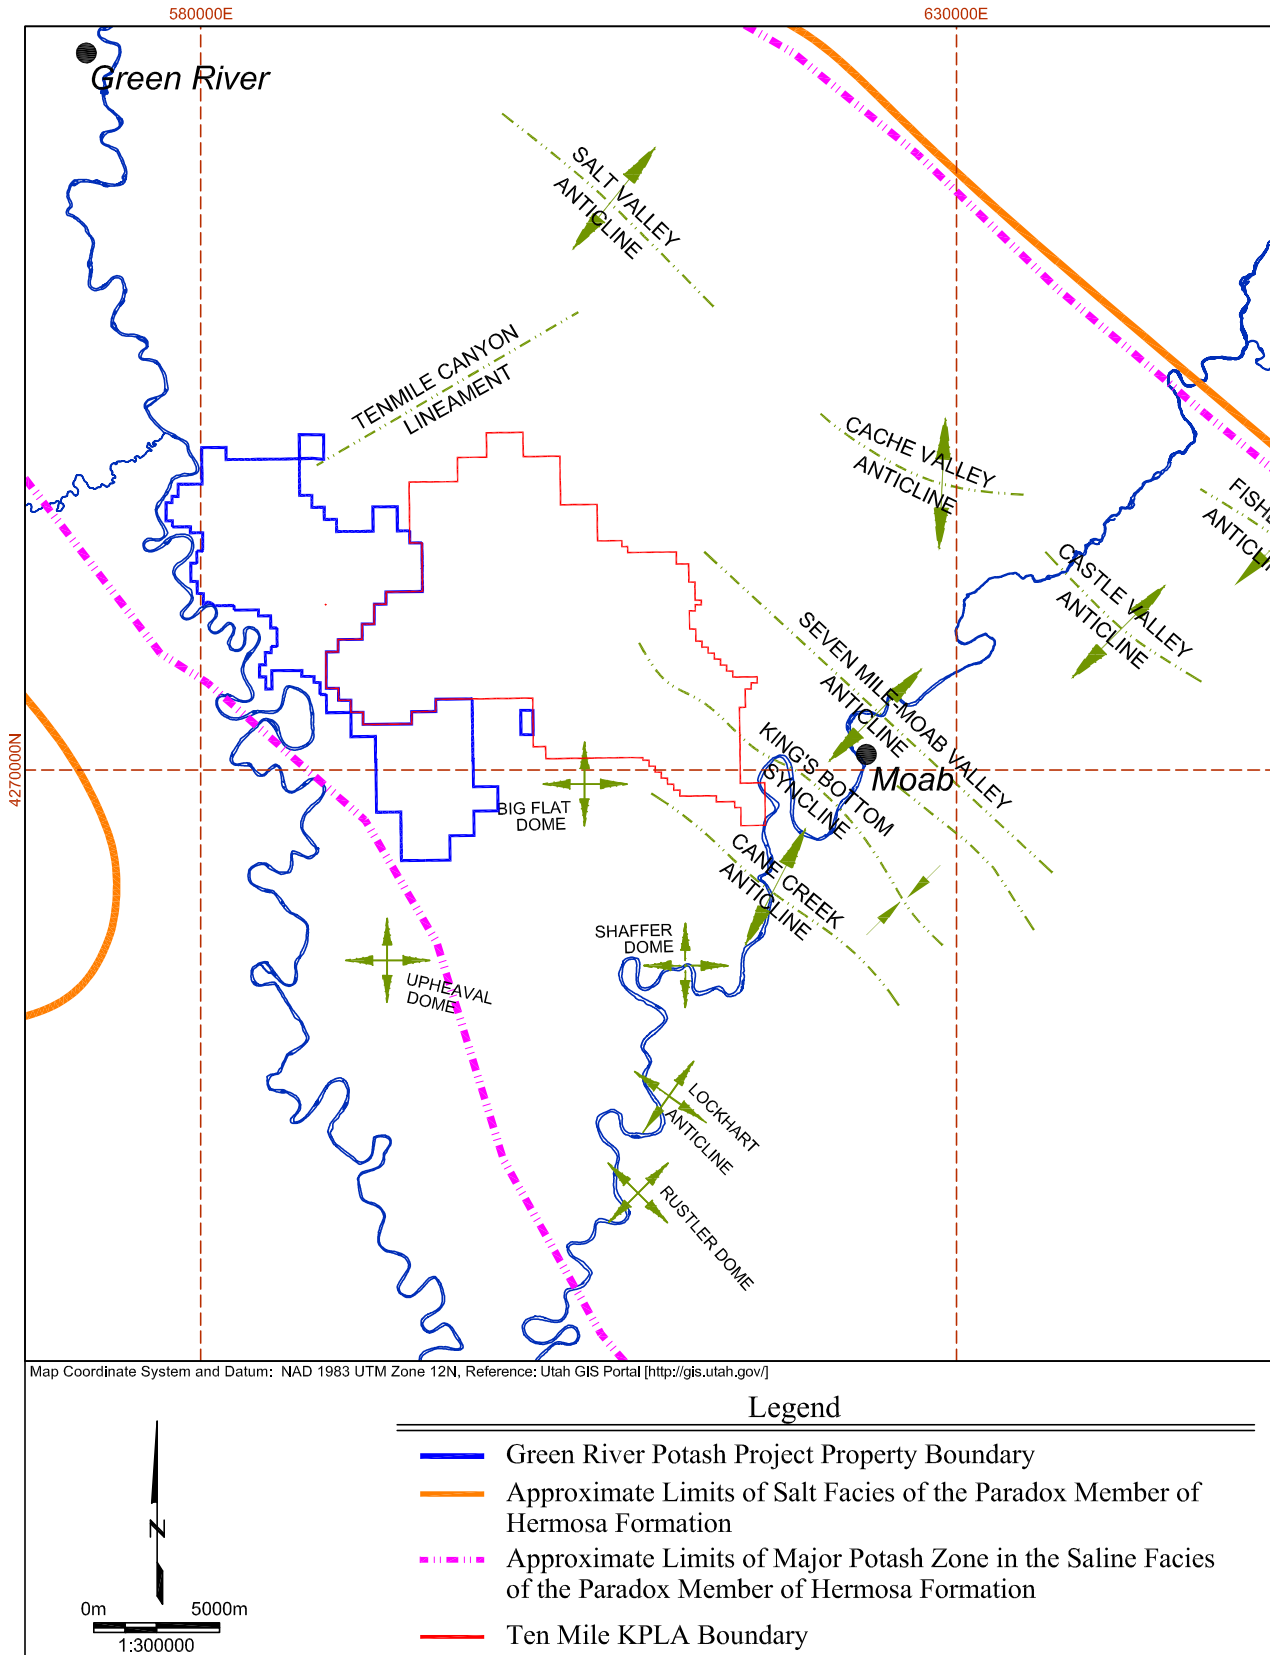 580000E
630000E
Green River
SALT VALLEY
ANTICLINE
TENMILE CANYON
LINEAMENT
CACHE VALLEY
ANTICLINE
ANTICLINE
CASTLE VALLEY
SEVEN MILE-MOAB VALLEY
ANTICLINE
KING'S BOTTOM
SYNCLINE
Moab
4270000N
BIG FLAT
DOME
CANE CREEK
ANTICLINE
SHAFFER
DOME
UPHEAVAL
DOME
LOCKHART
ANTICLINE
RUSTLER DOME
Map Coordinate System and Datum: NAD 1983 UTM Zone 12N, Reference: Utah GIS Portal [http://gis.utah.gov/]
Legend
Green River Potash Project Property Boundary
Approximate Limits of Salt Facies of the Paradox Member of
Hermosa Formation
Approximate Limits of Major Potash Zone in the Saline Facies
of the Paradox Member of Hermosa Formation
Ten Mile KPLA Boundary
N
0m 5000m
1:300000